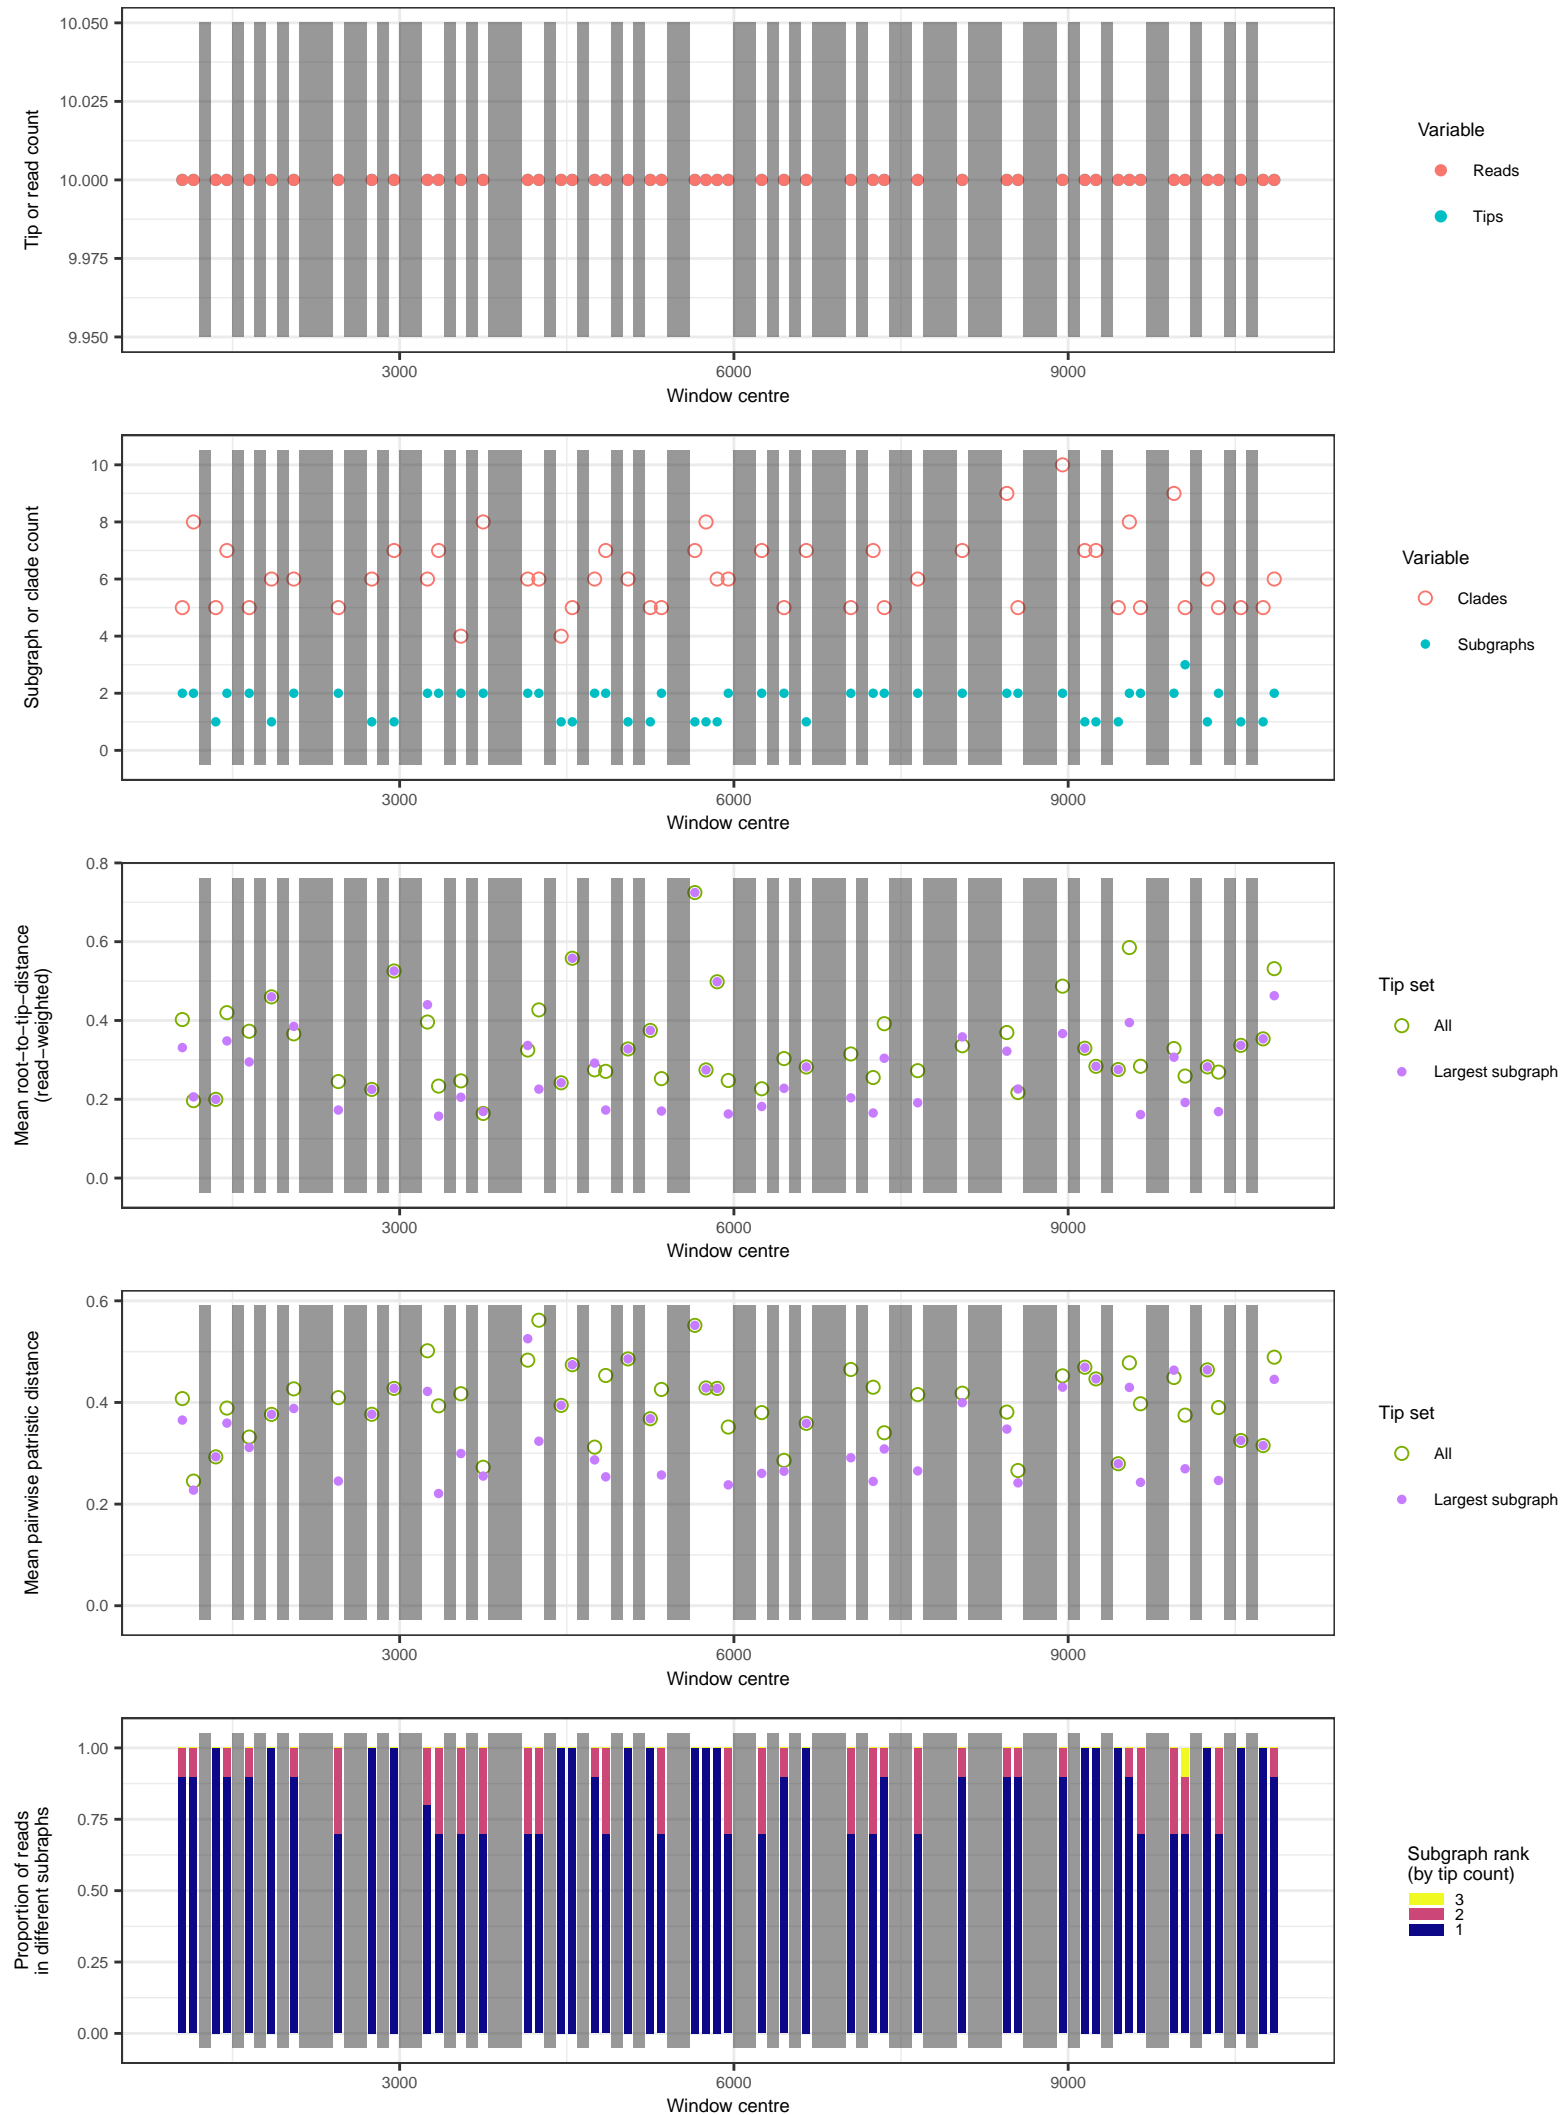 10.050
10.025
10.000
9.975
9.950
Tip or read count
3000
6000
9000
Window centre
Variable
Reads
Tips
10
8
6
4
2
0
Subgraph or clade count
3000
6000
9000
Window centre
Variable
Clades
Subgraphs
0.8
0.6
0.4
0.2
0.0
Mean root−to−tip−distance
(read−weighted)
3000
6000
9000
Window centre
Tip set
All
Largest subgraph
0.6
0.4
0.2
0.0
Mean pairwise patristic distance
3000
6000
9000
Window centre
Tip set
All
Largest subgraph
1.00
0.75
0.50
0.25
0.00
Proportion of reads
in different subraphs
3000
6000
9000
Window centre
Subgraph rank
(by tip count)
3
2
1